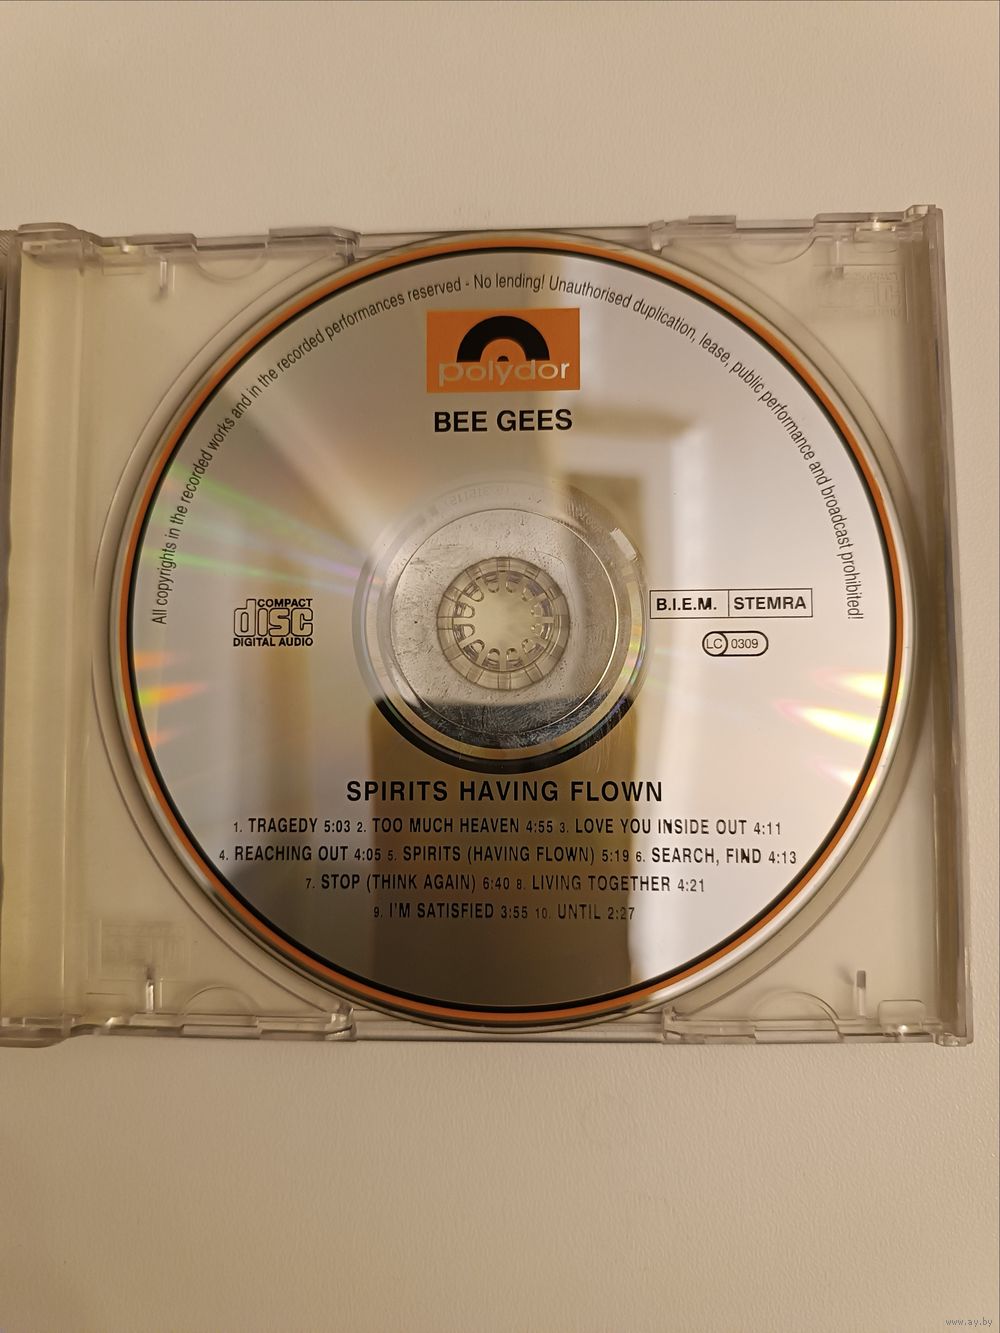 All copyrights in the recorded works and in the recorded performances reserved - No lending! Unauthorised duplication, lease, public performance and broadcast prohibited!
polydor
BEE GEES
COMPACT
disc
DIGITAL AUDIO
B.I.E.M. STEMRA
LC 0309
SPIRITS HAVING FLOWN
1. TRAGEDY 5:03 2. TOO MUCH HEAVEN 4:55 3. LOVE YOU INSIDE OUT 4:11
4. REACHING OUT 4:05 5. SPIRITS (HAVING FLOWN) 5:19 6. SEARCH, FIND 4:13
7. STOP (THINK AGAIN) 6:40 8. LIVING TOGETHER 4:21
9. I'M SATISFIED 3:55 10. UNTIL 2:27
www.ay.by